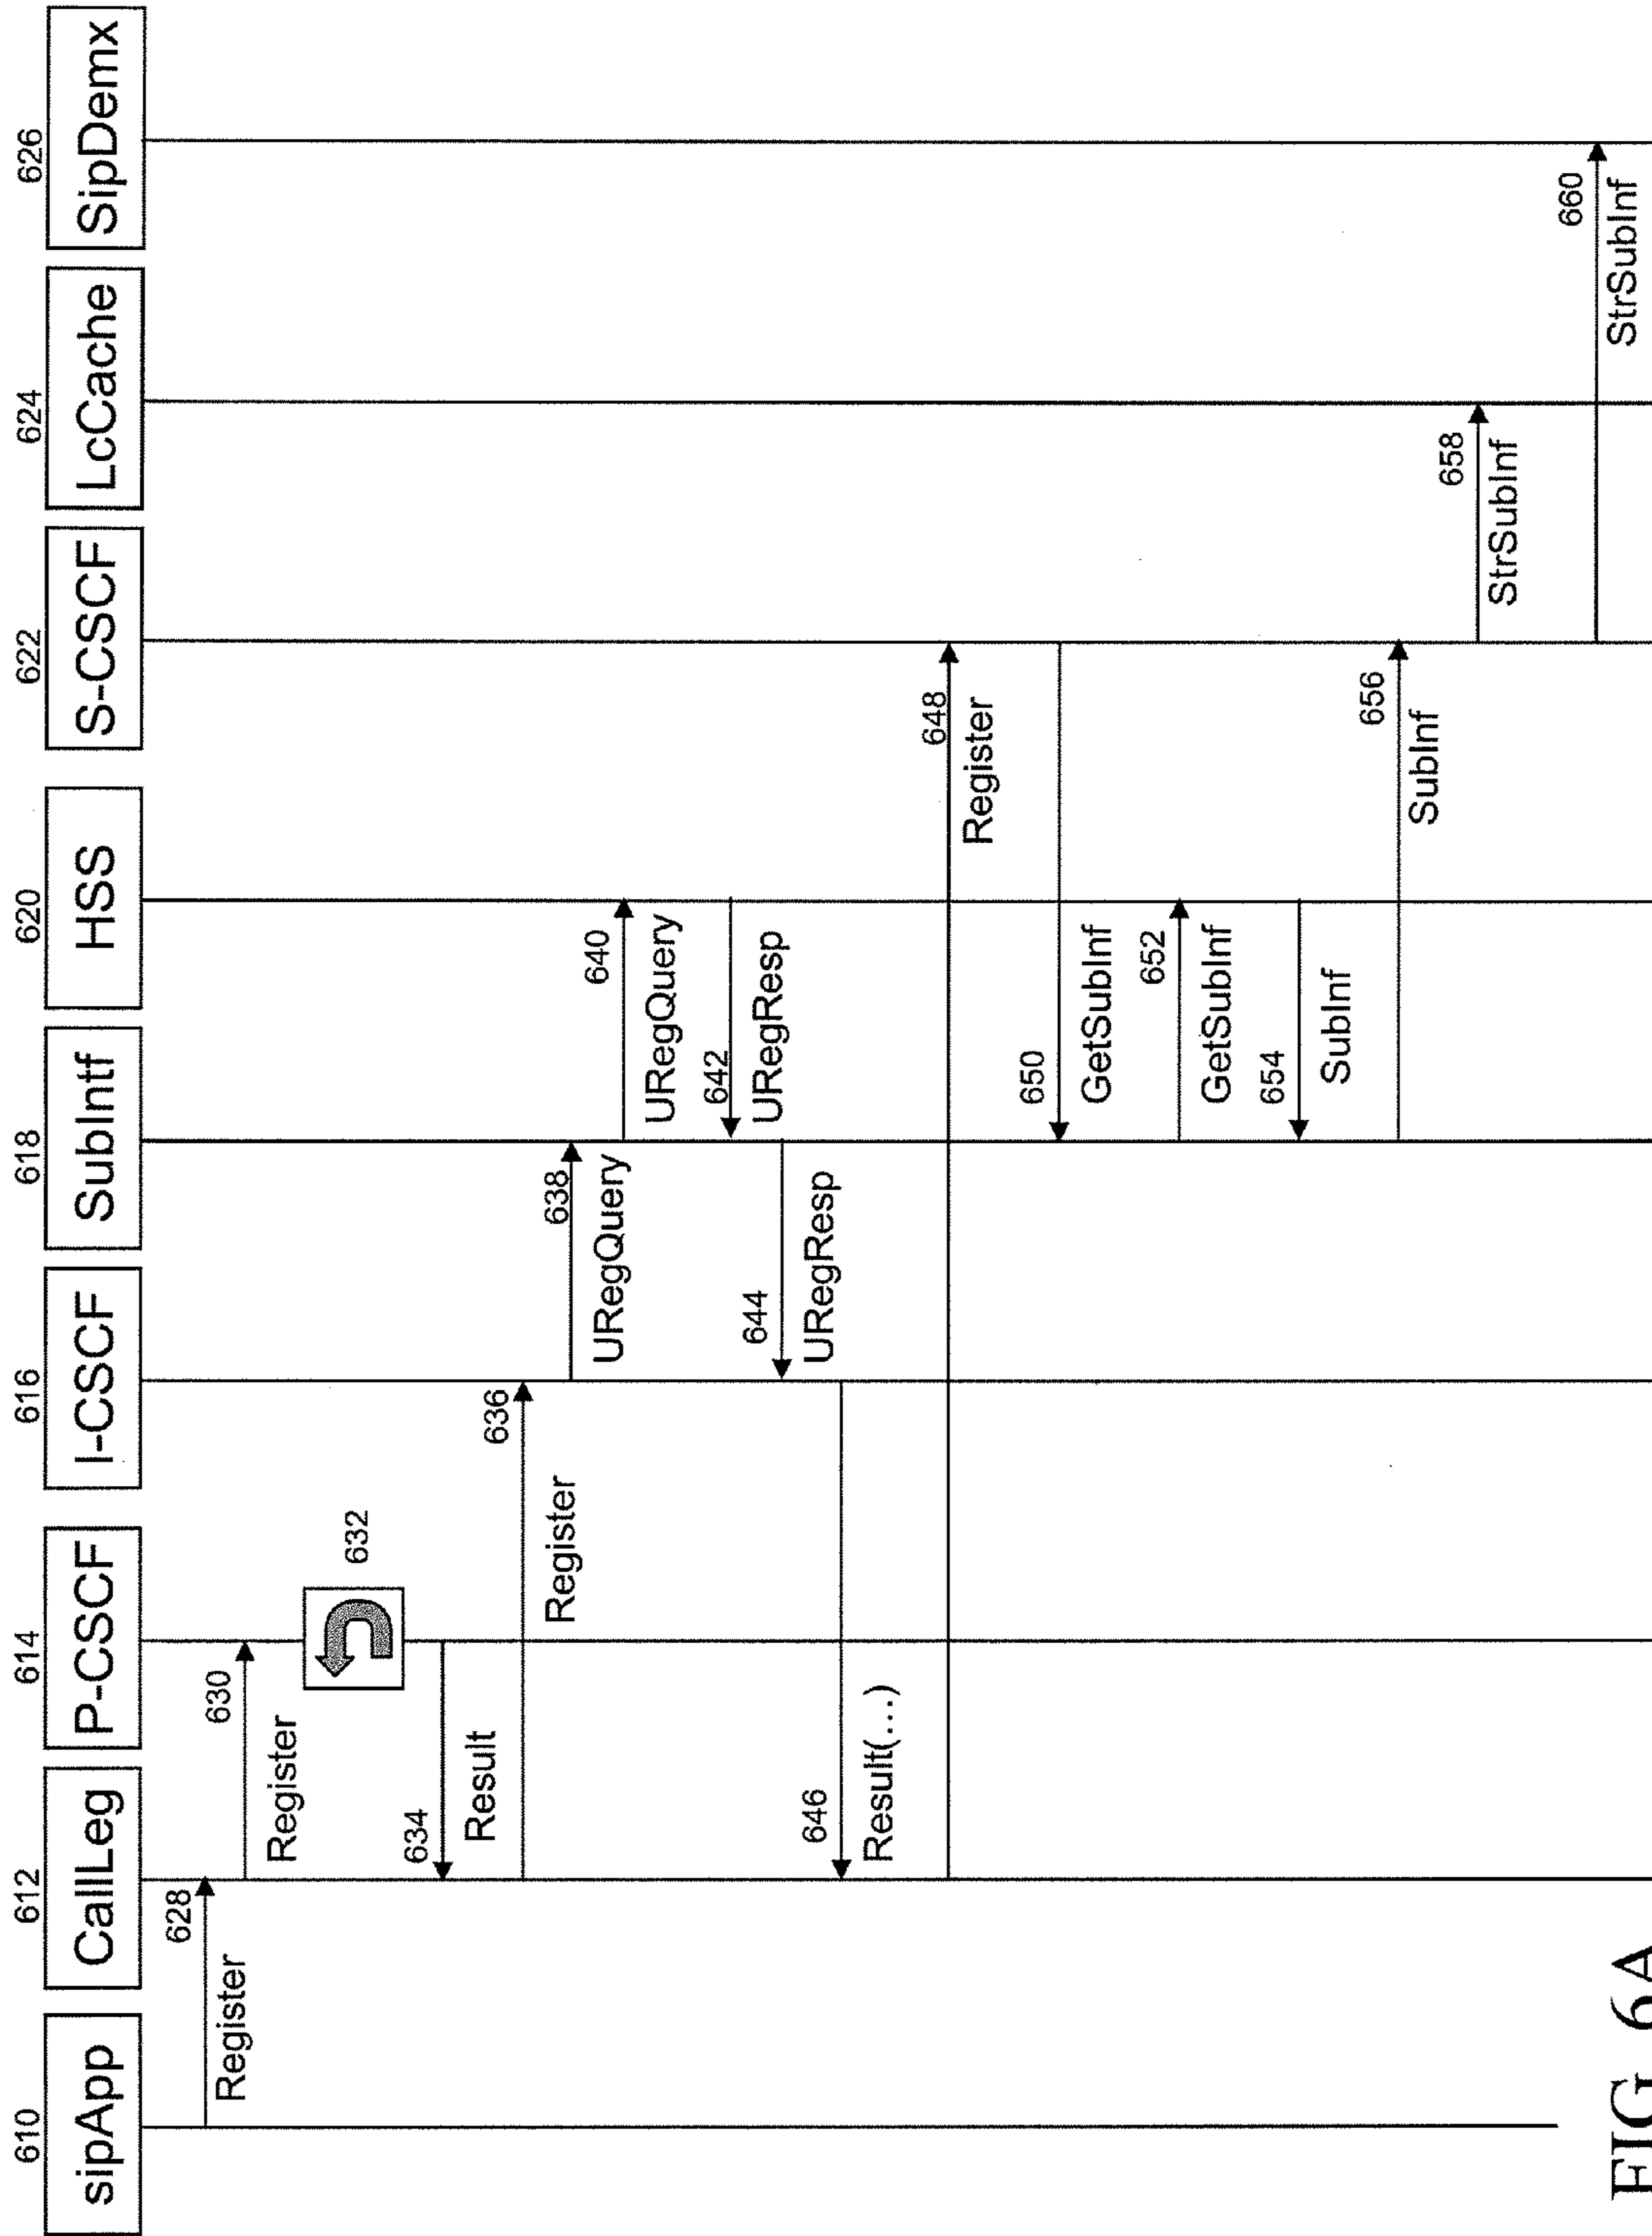 610
612
614
616
618
620
622
624
626
sipApp
CallLeg
P-CSCF
I-CSCF
SubIntf
HSS
S-CSCF
LcCache
SipDemx
628
Register
630
Register
632
634
Result
636
Register
638
URegQuery
640
URegQuery
642
URegResp
644
URegResp
646
Result(...)
648
Register
650
GetSubInf
652
GetSubInf
654
SubInf
656
SubInf
658
StrSubInf
660
StrSubInf
FIG. 6A